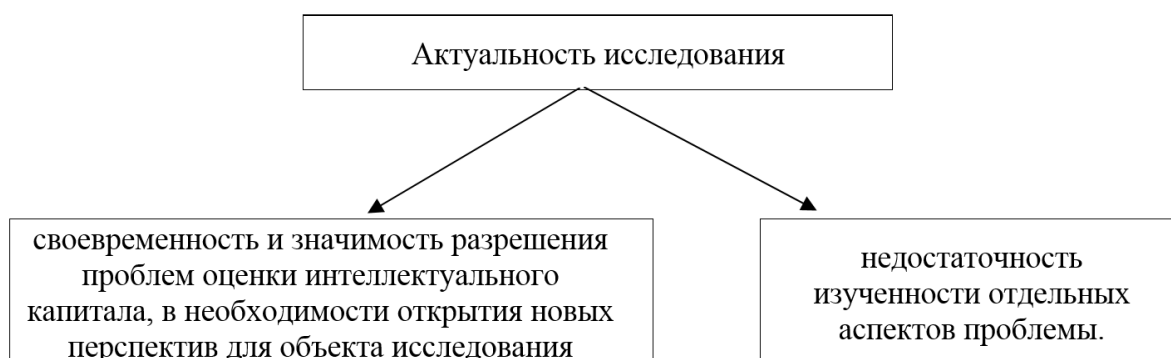 Актуальность исследования
своевременность и значимость разрешения
проблем оценки интеллектуального
капитала, в необходимости открытия новых
перспектив для объекта исследования
недостаточность
изученности отдельных
аспектов проблемы.